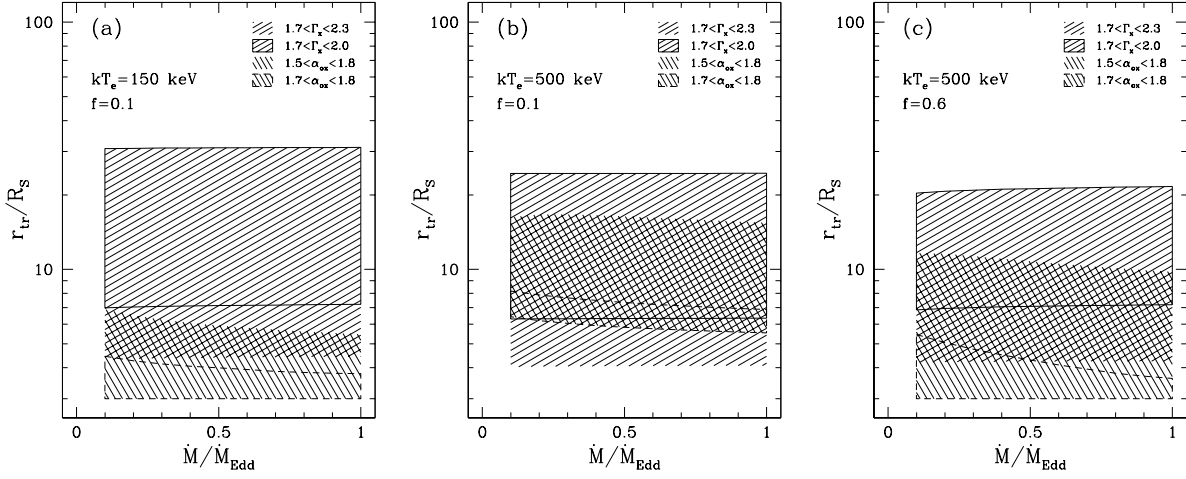 (a)
1.7<Γx<2.3
1.7<Γx<2.0
1.5<αox<1.8
1.7<αox<1.8
kTe=150 keV
f=0.1
100
10
rtr/RS
0
0.5
1
Ṁ/ṀEdd
(b)
1.7<Γx<2.3
1.7<Γx<2.0
1.5<αox<1.8
1.7<αox<1.8
kTe=500 keV
f=0.1
100
10
rtr/RS
0
0.5
1
Ṁ/ṀEdd
(c)
1.7<Γx<2.3
1.7<Γx<2.0
1.5<αox<1.8
1.7<αox<1.8
kTe=500 keV
f=0.6
100
10
rtr/RS
0
0.5
1
Ṁ/ṀEdd